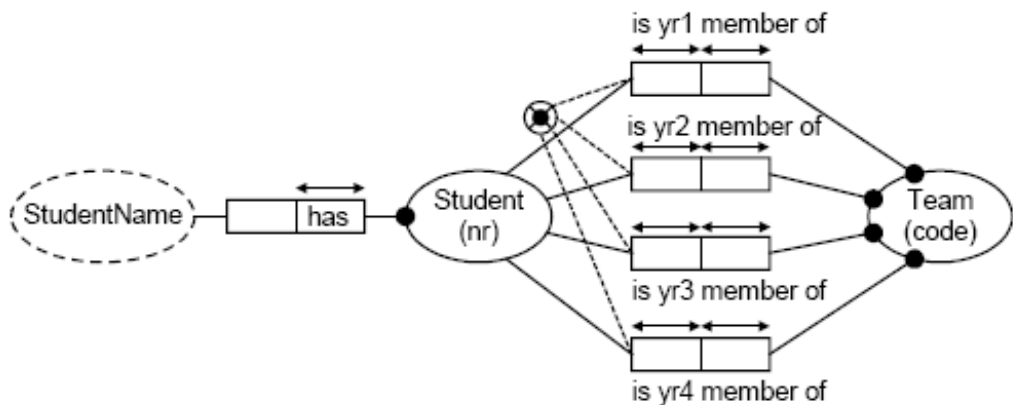 is yr1 member of
is yr2 member of
StudentName
has
Student
(nr)
Team
(code)
is yr3 member of
is yr4 member of